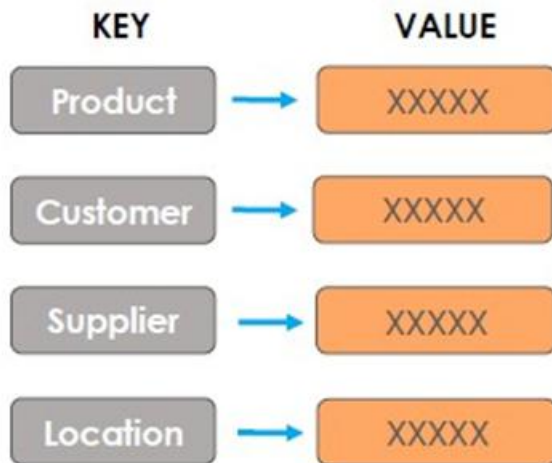 KEY VALUE
Product XXXXX
Customer XXXXX
Supplier XXXXX
Location XXXXX